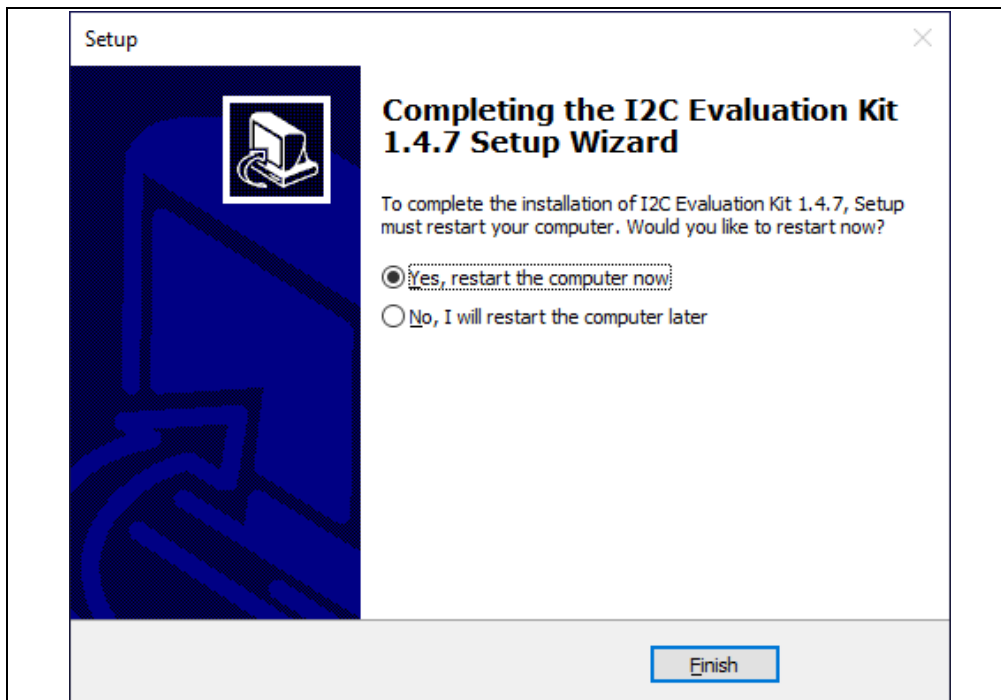 Setup
Completing the I2C Evaluation Kit
1.4.7 Setup Wizard
To complete the installation of I2C Evaluation Kit 1.4.7, Setup
must restart your computer. Would you like to restart now?
Yes, restart the computer now
No, I will restart the computer later
Finish